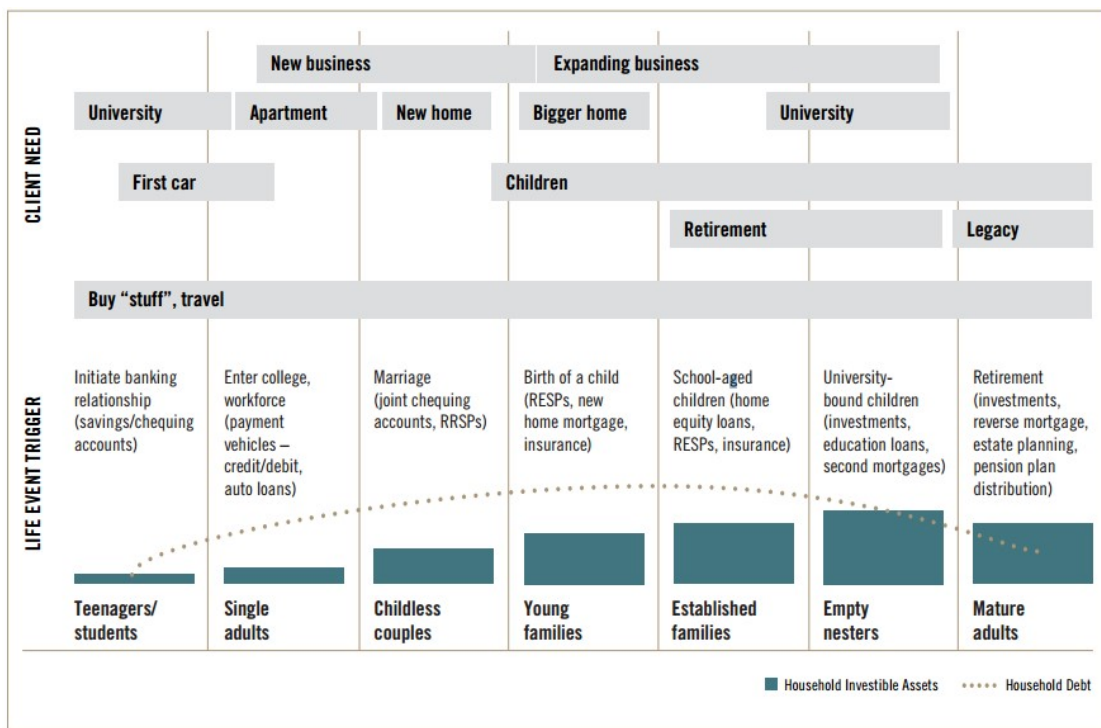 CLIENT NEED
New business
Expanding business
University
Apartment
New home
Bigger home
University
First car
Children
Retirement
Legacy
Buy “stuff”, travel
LIFE EVENT TRIGGER
Initiate banking
relationship
(savings/chequing
accounts)
Enter college,
workforce
(payment
vehicles –
credit/debit,
auto loans)
Marriage
(joint chequing
accounts, RRSPs)
Birth of a child
(RESPs, new
home mortgage,
insurance)
School-aged
children (home
equity loans,
RESPs, insurance)
University-
bound children
(investments,
education loans,
second mortgages)
Retirement
(investments,
reverse mortgage,
estate planning,
pension plan
distribution)
Teenagers/
students
Single
adults
Childless
couples
Young
families
Established
families
Empty
nesters
Mature
adults
Household Investible Assets
Household Debt